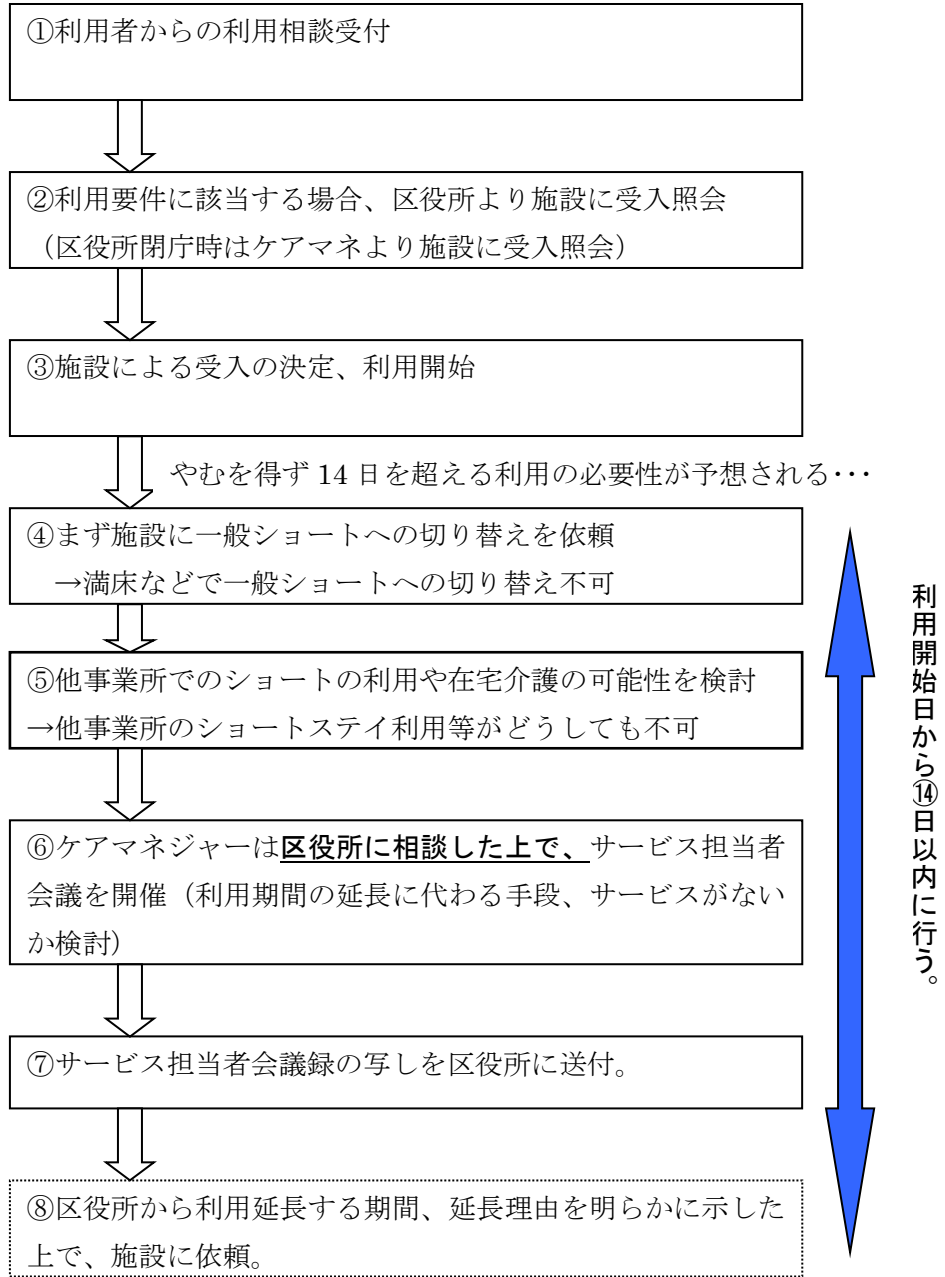 ①利用者からの利用相談受付
②利用要件に該当する場合、区役所より施設に受入照会
（区役所閉庁時はケアマネより施設に受入照会）
③施設による受入の決定、利用開始
やむを得ず 14 日を超える利用の必要性が予想される･･･
④まず施設に一般ショートへの切り替えを依頼
→満床などで一般ショートへの切り替え不可
⑤他事業所でのショートの利用や在宅介護の可能性を検討
→他事業所のショートステイ利用等がどうしても不可
⑥ケアマネジャーは区役所に相談した上で、サービス担当者
会議を開催（利用期間の延長に代わる手段、サービスがない
か検討）
⑦サービス担当者会議録の写しを区役所に送付。
⑧区役所から利用延長する期間、延長理由を明らかに示した
上で、施設に依頼。
利用開始日から⑭日以内に行う。